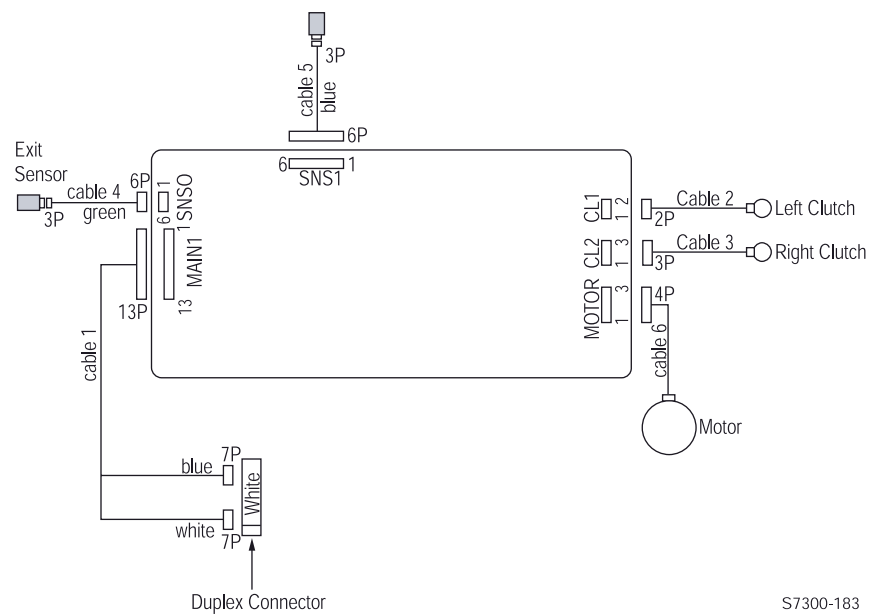 3P
cable 5
blue
6P
6 1
SNS1
Exit
Sensor
3P
cable 4
green
6P
1
6
SNSO
1
MAIN1
13
13P
cable 1
CL1
1 2
2P
Cable 2
Left Clutch
CL2
1 3
3P
Cable 3
Right Clutch
MOTOR
1 3
4P
cable 6
Motor
blue
7P
White
white
7P
Duplex Connector
S7300-183